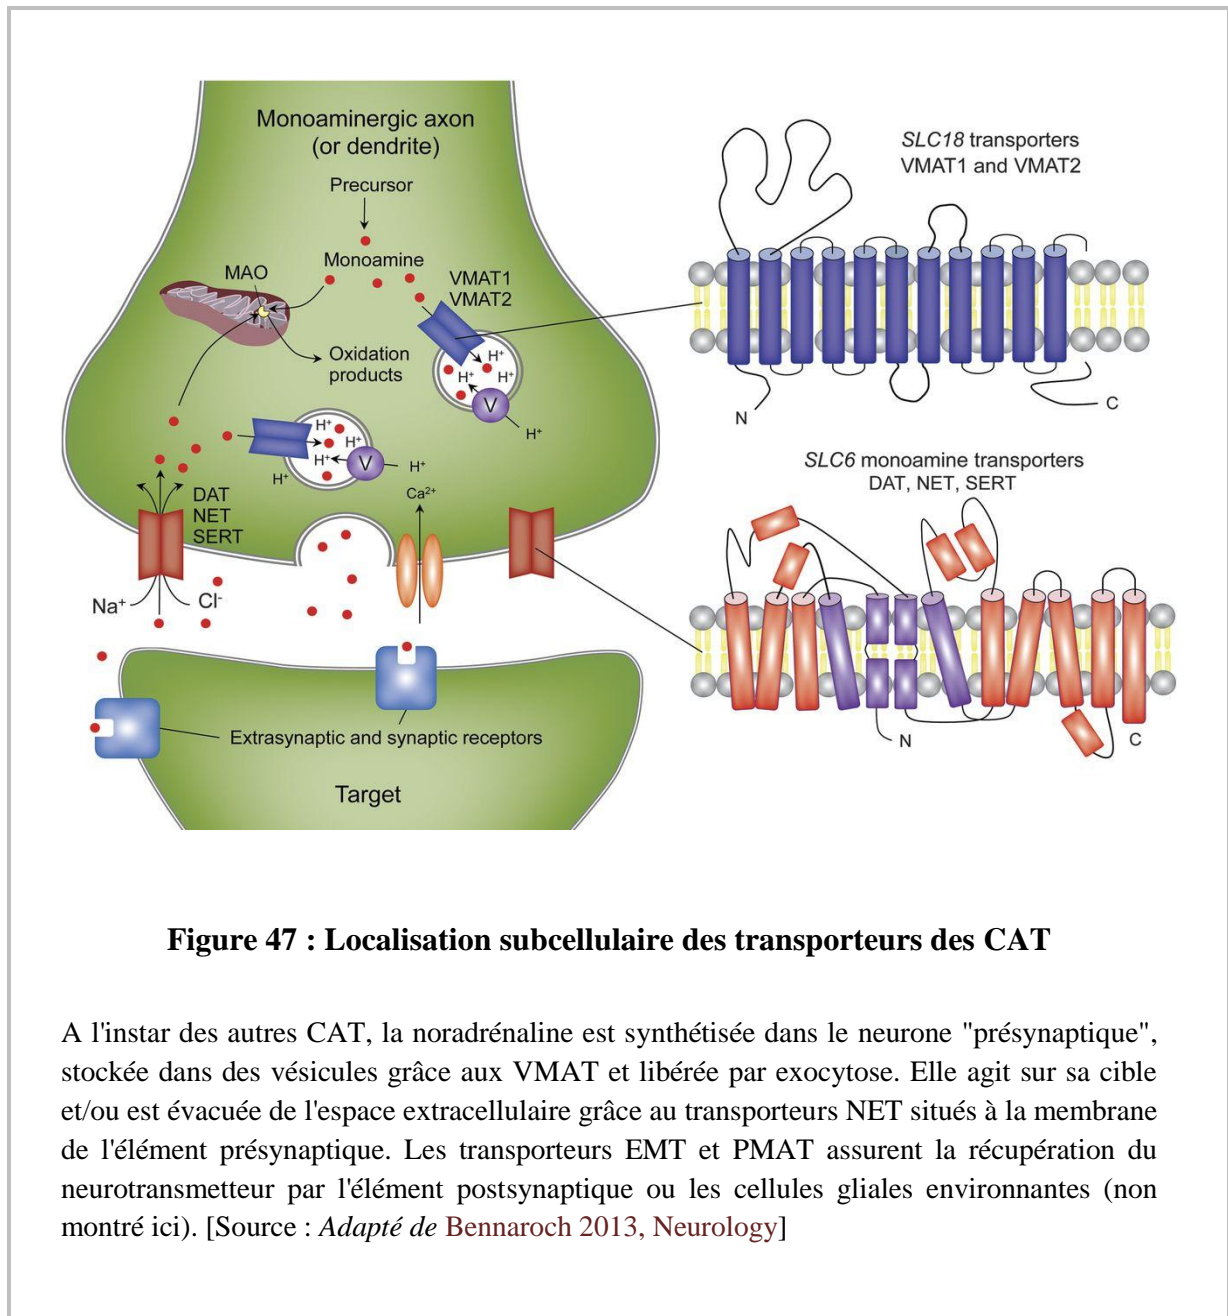 Monoaminergic axon
(or dendrite)
Precursor
Monoamine
MAO
VMAT1
VMAT2
Oxidation
products
H⁺
H⁺
V
H⁺
H⁺
H⁺
H⁺
V
H⁺
H⁺
DAT
NET
SERT
Ca²⁺
Na⁺
Cl⁻
Extrasynaptic and synaptic receptors
Target
SLC18 transporters
VMAT1 and VMAT2
N
C
SLC6 monoamine transporters
DAT, NET, SERT
N
C
Figure 47 : Localisation subcellulaire des transporteurs des CAT
A l'instar des autres CAT, la noradrénaline est synthétisée dans le neurone "présynaptique",
stockée dans des vésicules grâce aux VMAT et libérée par exocytose. Elle agit sur sa cible
et/ou est évacuée de l'espace extracellulaire grâce au transporteurs NET situés à la membrane
de l'élément présynaptique. Les transporteurs EMT et PMAT assurent la récupération du
neurotransmetteur par l'élément postsynaptique ou les cellules gliales environnantes (non
montré ici). [Source : Adapté de Bennaroch 2013, Neurology]